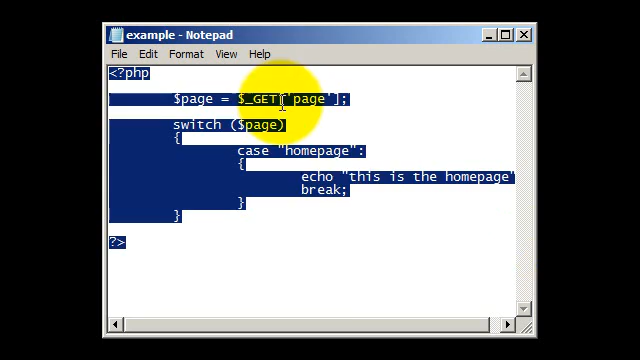 example - Notepad
File Edit Format View Help
<?php
$page = $_GET['page'];
switch ($page)
{
case "homepage":
{
echo "this is the homepage"
break;
}
}
?>